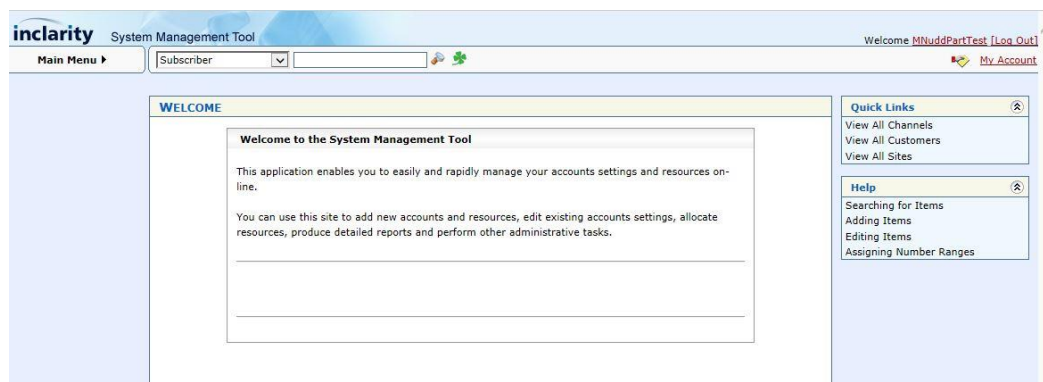 inclarity System Management Tool
Welcome MNuddPartTest [Log Out]
Main Menu
Subscriber
My Account
WELCOME
Welcome to the System Management Tool
This application enables you to easily and rapidly manage your accounts settings and resources on-
line.
You can use this site to add new accounts and resources, edit existing accounts settings, allocate
resources, produce detailed reports and perform other administrative tasks.
Quick Links
View All Channels
View All Customers
View All Sites
Help
Searching for Items
Adding Items
Editing Items
Assigning Number Ranges